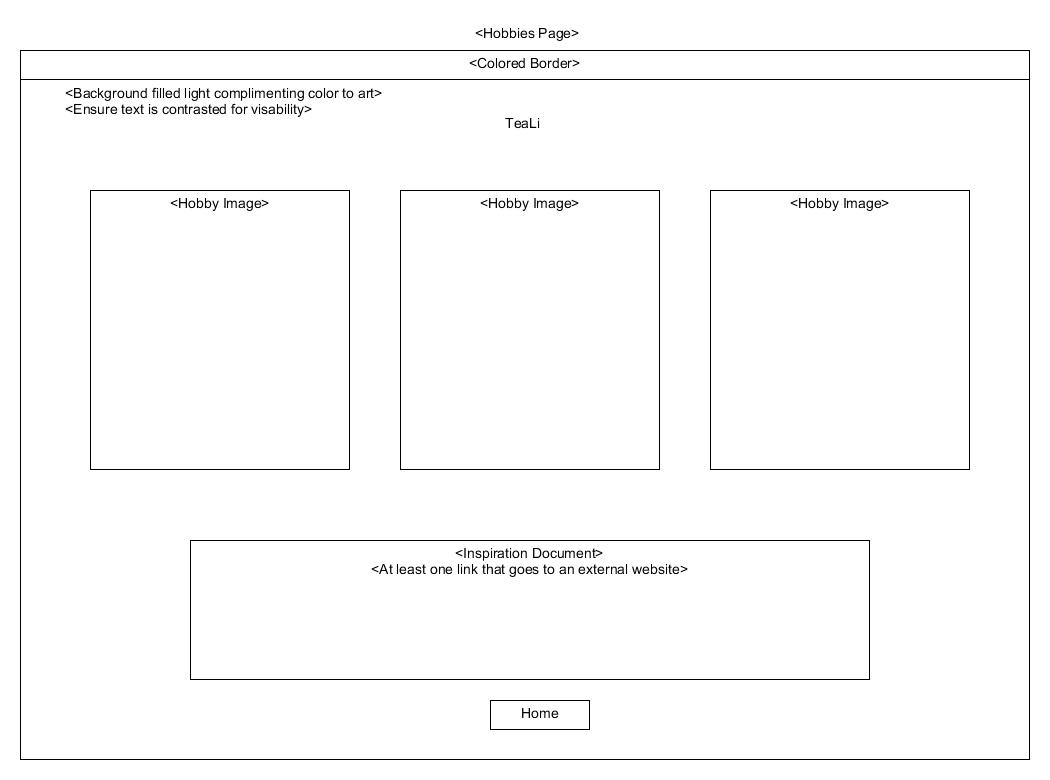 <Hobbies Page>
<Colored Border>
<Background filled light complimenting color to art>
<Ensure text is contrasted for visability>
TeaLi
<Hobby Image>
<Hobby Image>
<Hobby Image>
<Inspiration Document>
<At least one link that goes to an external website>
Home